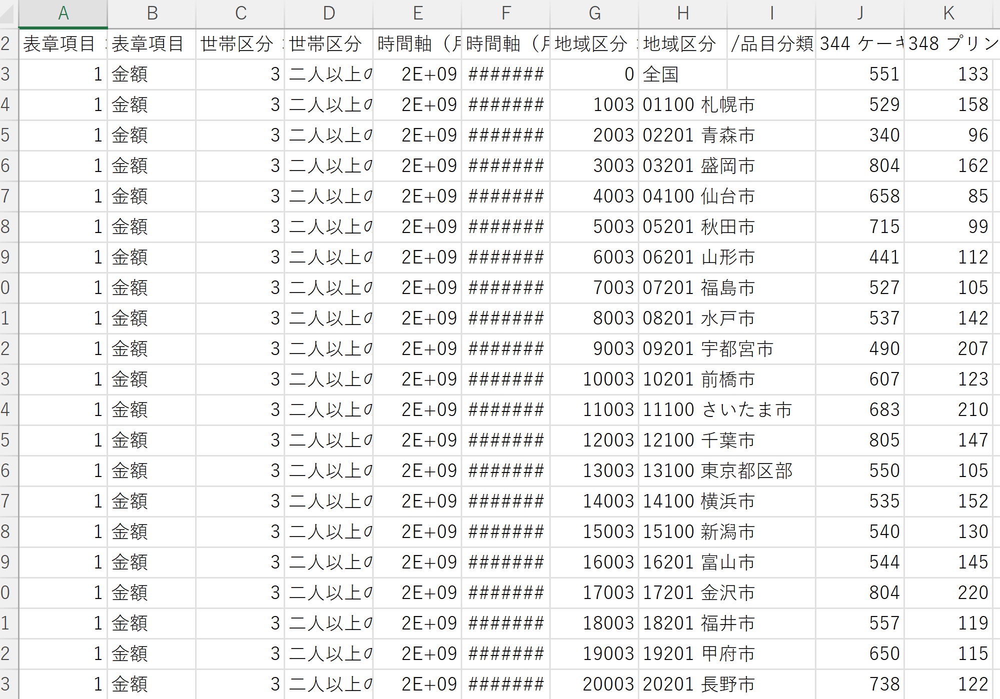 A B C D E F G H I J K
2 表章項目 表章項目 世帯区分 世帯区分 時間軸（ 時間軸（ 地域区分 地域区分 /品目分類 344 ケーキ 348 プリン
3 1 金額 3 二人以上の 2E+09 ####### 0 全国 551 133
4 1 金額 3 二人以上の 2E+09 ####### 1003 01100 札幌市 529 158
5 1 金額 3 二人以上の 2E+09 ####### 2003 02201 青森市 340 96
6 1 金額 3 二人以上の 2E+09 ####### 3003 03201 盛岡市 804 162
7 1 金額 3 二人以上の 2E+09 ####### 4003 04100 仙台市 658 85
8 1 金額 3 二人以上の 2E+09 ####### 5003 05201 秋田市 715 99
9 1 金額 3 二人以上の 2E+09 ####### 6003 06201 山形市 441 112
0 1 金額 3 二人以上の 2E+09 ####### 7003 07201 福島市 527 105
1 1 金額 3 二人以上の 2E+09 ####### 8003 08201 水戸市 537 142
2 1 金額 3 二人以上の 2E+09 ####### 9003 09201 宇都宮市 490 207
3 1 金額 3 二人以上の 2E+09 ####### 10003 10201 前橋市 607 123
4 1 金額 3 二人以上の 2E+09 ####### 11003 11100 さいたま市 683 210
5 1 金額 3 二人以上の 2E+09 ####### 12003 12100 千葉市 805 147
6 1 金額 3 二人以上の 2E+09 ####### 13003 13100 東京都区部 550 105
7 1 金額 3 二人以上の 2E+09 ####### 14003 14100 横浜市 535 152
8 1 金額 3 二人以上の 2E+09 ####### 15003 15100 新潟市 540 130
9 1 金額 3 二人以上の 2E+09 ####### 16003 16201 富山市 544 145
0 1 金額 3 二人以上の 2E+09 ####### 17003 17201 金沢市 804 220
1 1 金額 3 二人以上の 2E+09 ####### 18003 18201 福井市 557 119
2 1 金額 3 二人以上の 2E+09 ####### 19003 19201 甲府市 650 115
3 1 金額 3 二人以上の 2E+09 ####### 20003 20201 長野市 738 122